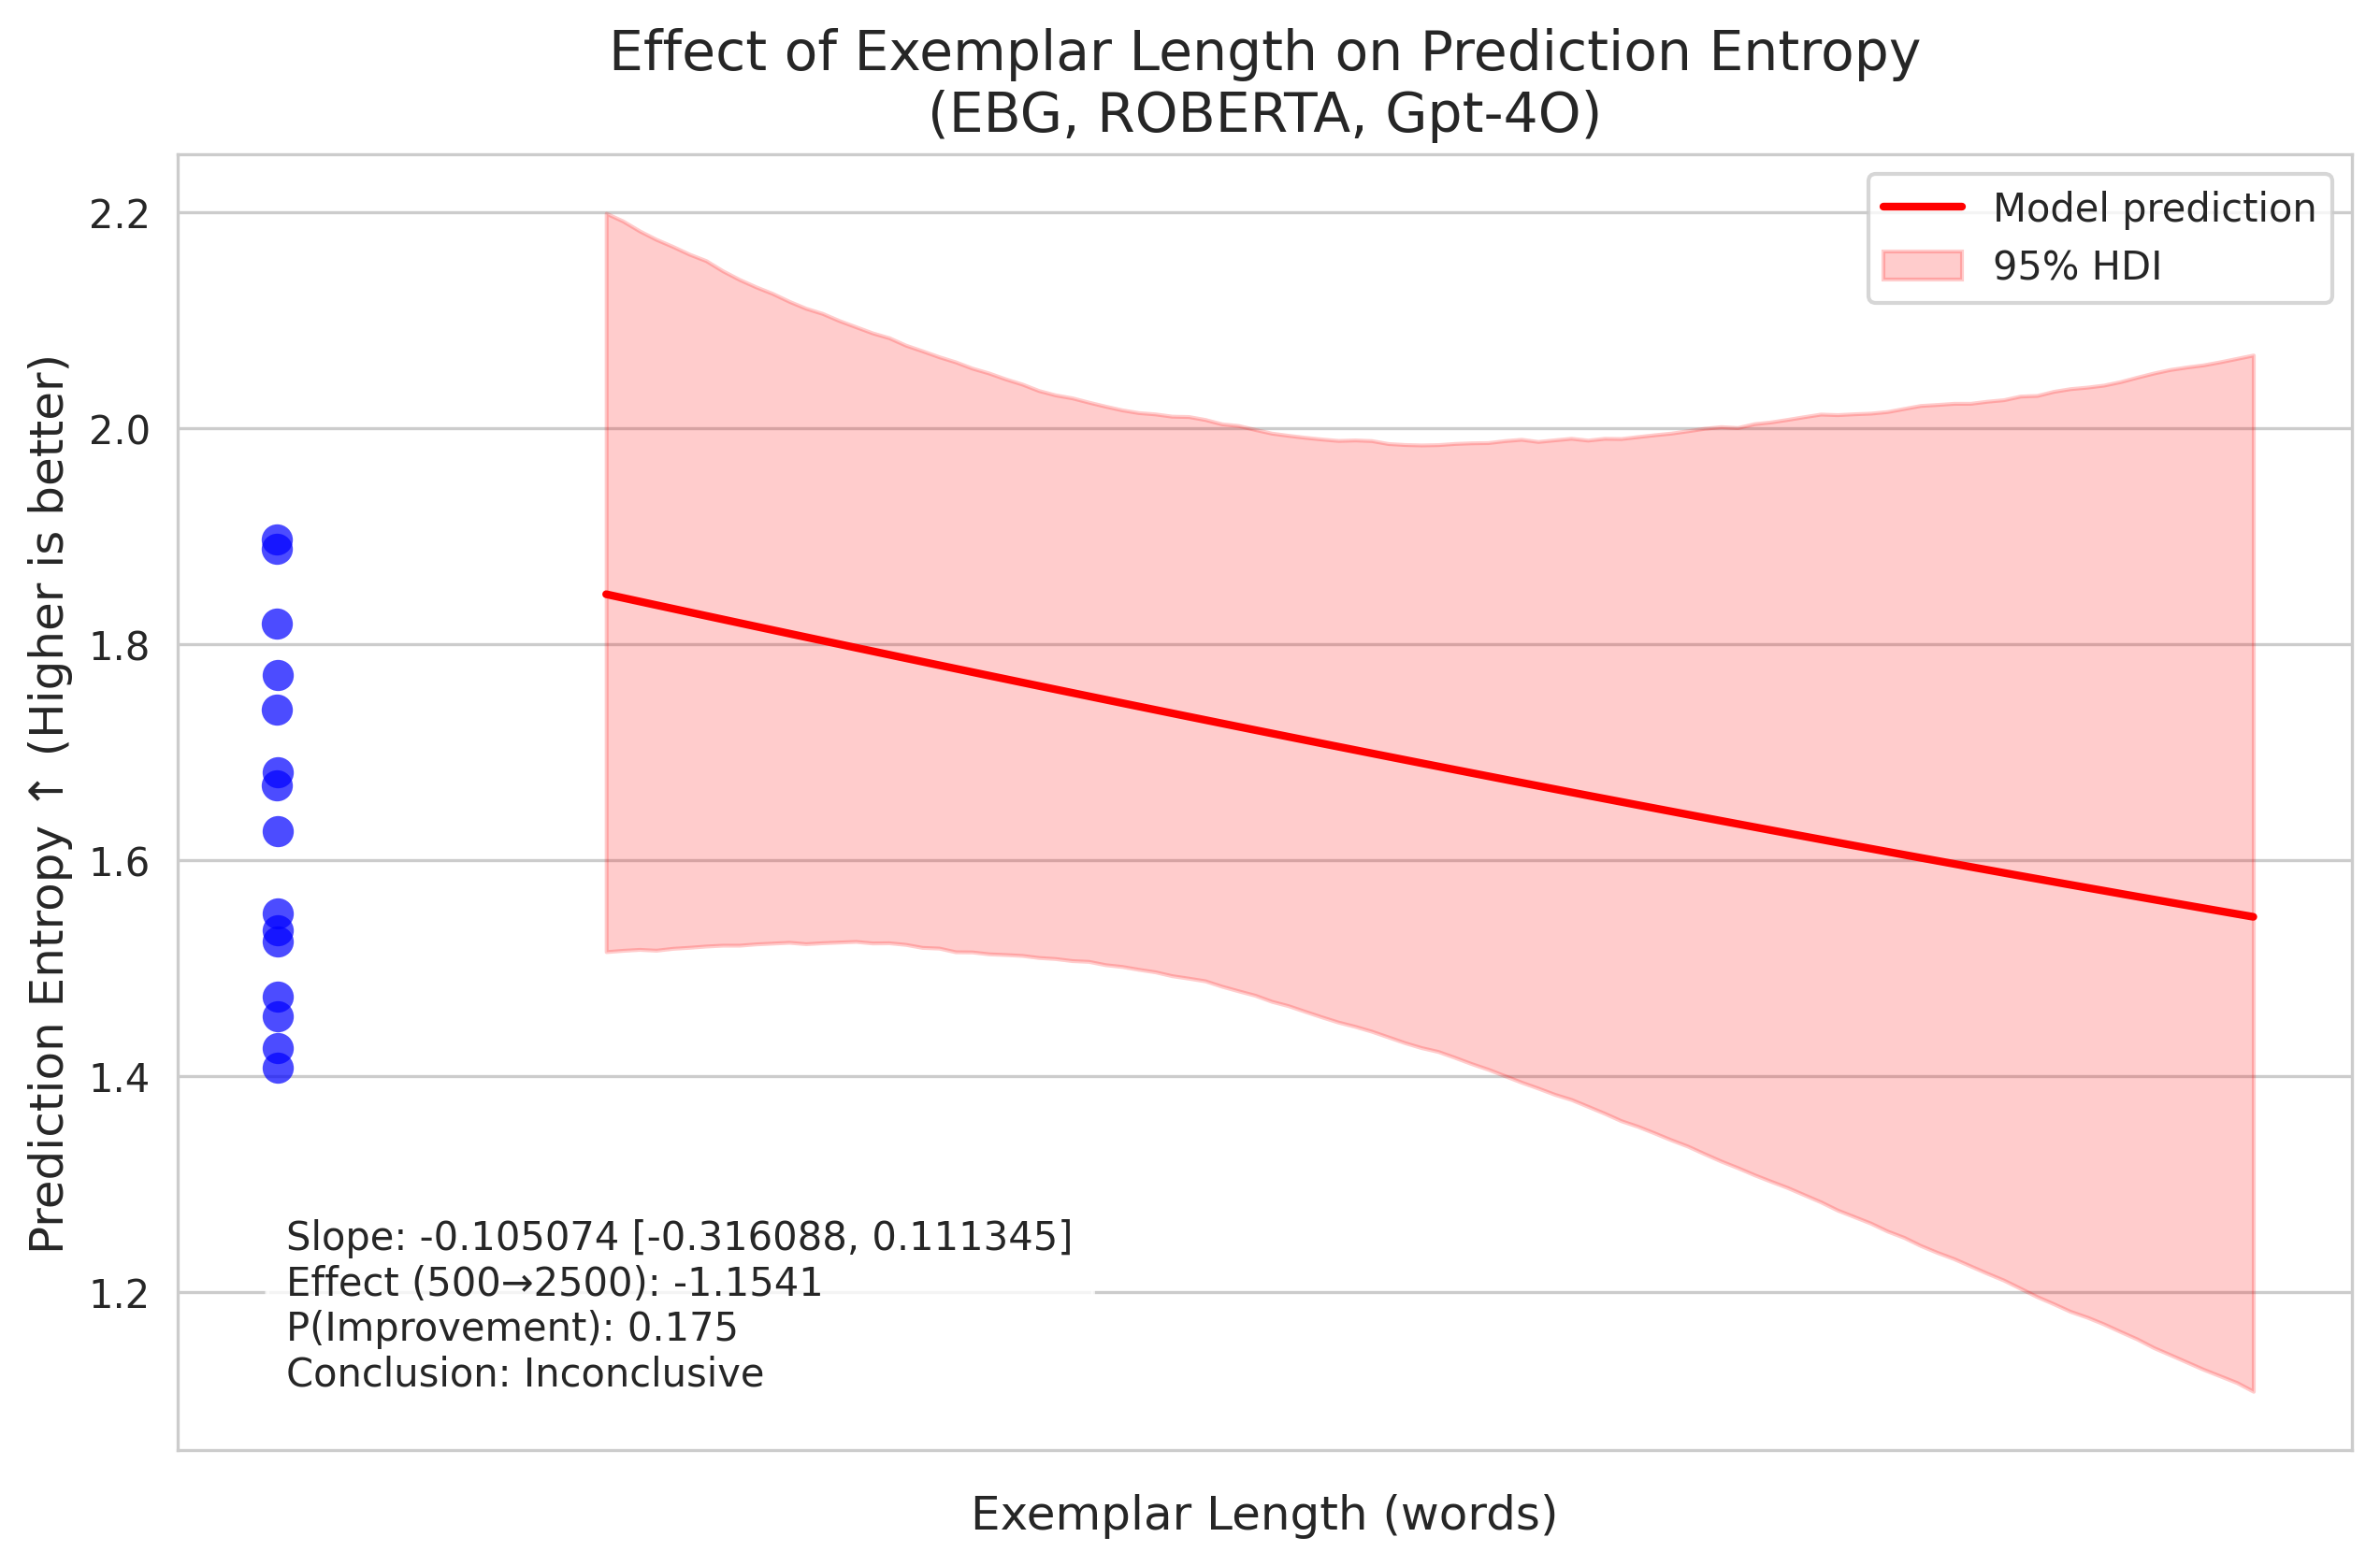 Effect of Exemplar Length on Prediction Entropy
(EBG, ROBERTA, Gpt-4O)
Model prediction
95% HDI
Prediction Entropy ↑ (Higher is better)
2.2
2.0
1.8
1.6
1.4
1.2
Slope: -0.105074 [-0.316088, 0.111345]
Effect (500→2500): -1.1541
P(Improvement): 0.175
Conclusion: Inconclusive
Exemplar Length (words)